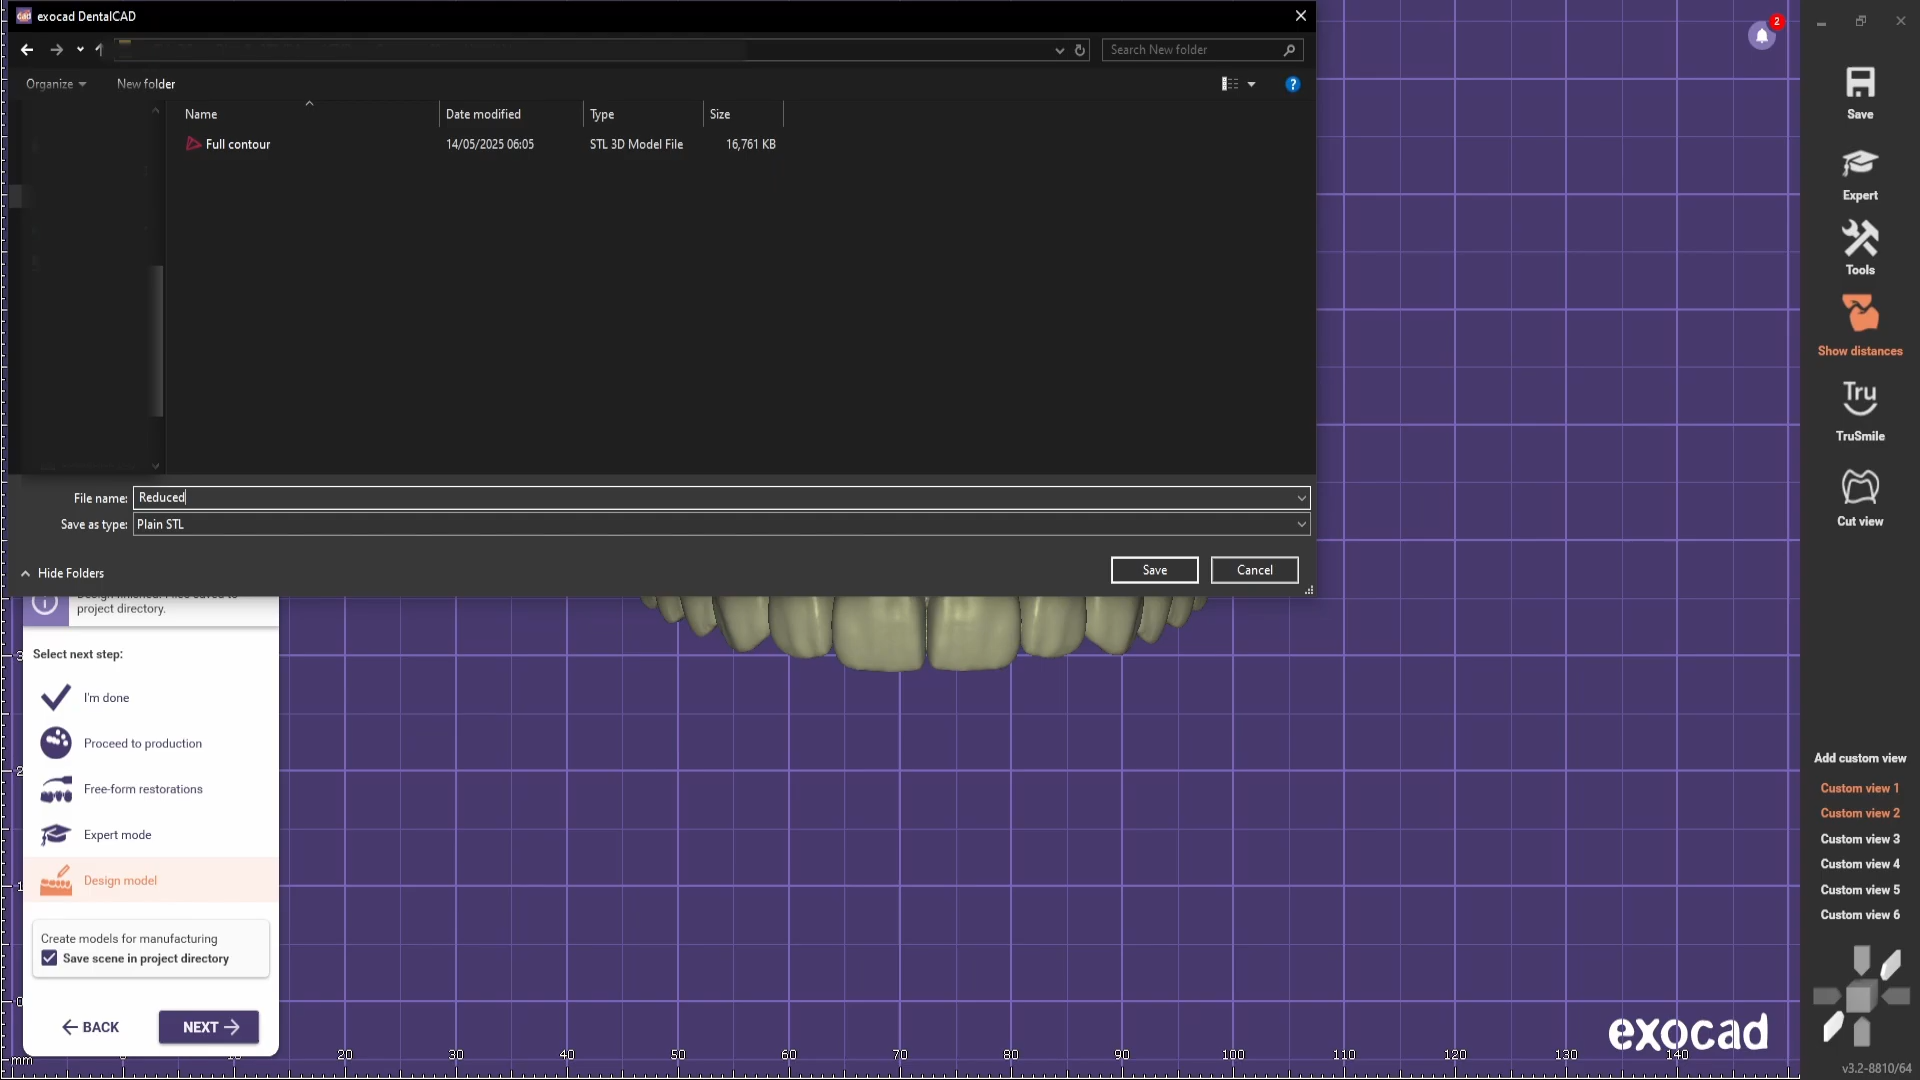 exocad DentalCAD
2
Search New folder
Organize
New folder
Name
Date modified
Type
Size
Full contour
14/05/2025 06:05
STL 3D Model File
16,761 KB
File name:
Reduced
Save as type:
Plain STL
Hide Folders
Save
Cancel
project directory.
Select next step:
I'm done
Proceed to production
Free-form restorations
Expert mode
Design model
Create models for manufacturing
Save scene in project directory
BACK
NEXT
Save
Expert
Tools
Show distances
Tru
TruSmile
Cut view
Add custom view
Custom view 1
Custom view 2
Custom view 3
Custom view 4
Custom view 5
Custom view 6
exocad
mm
20
30
40
50
60
70
80
90
100
110
120
130
140
v3.2-8810/64